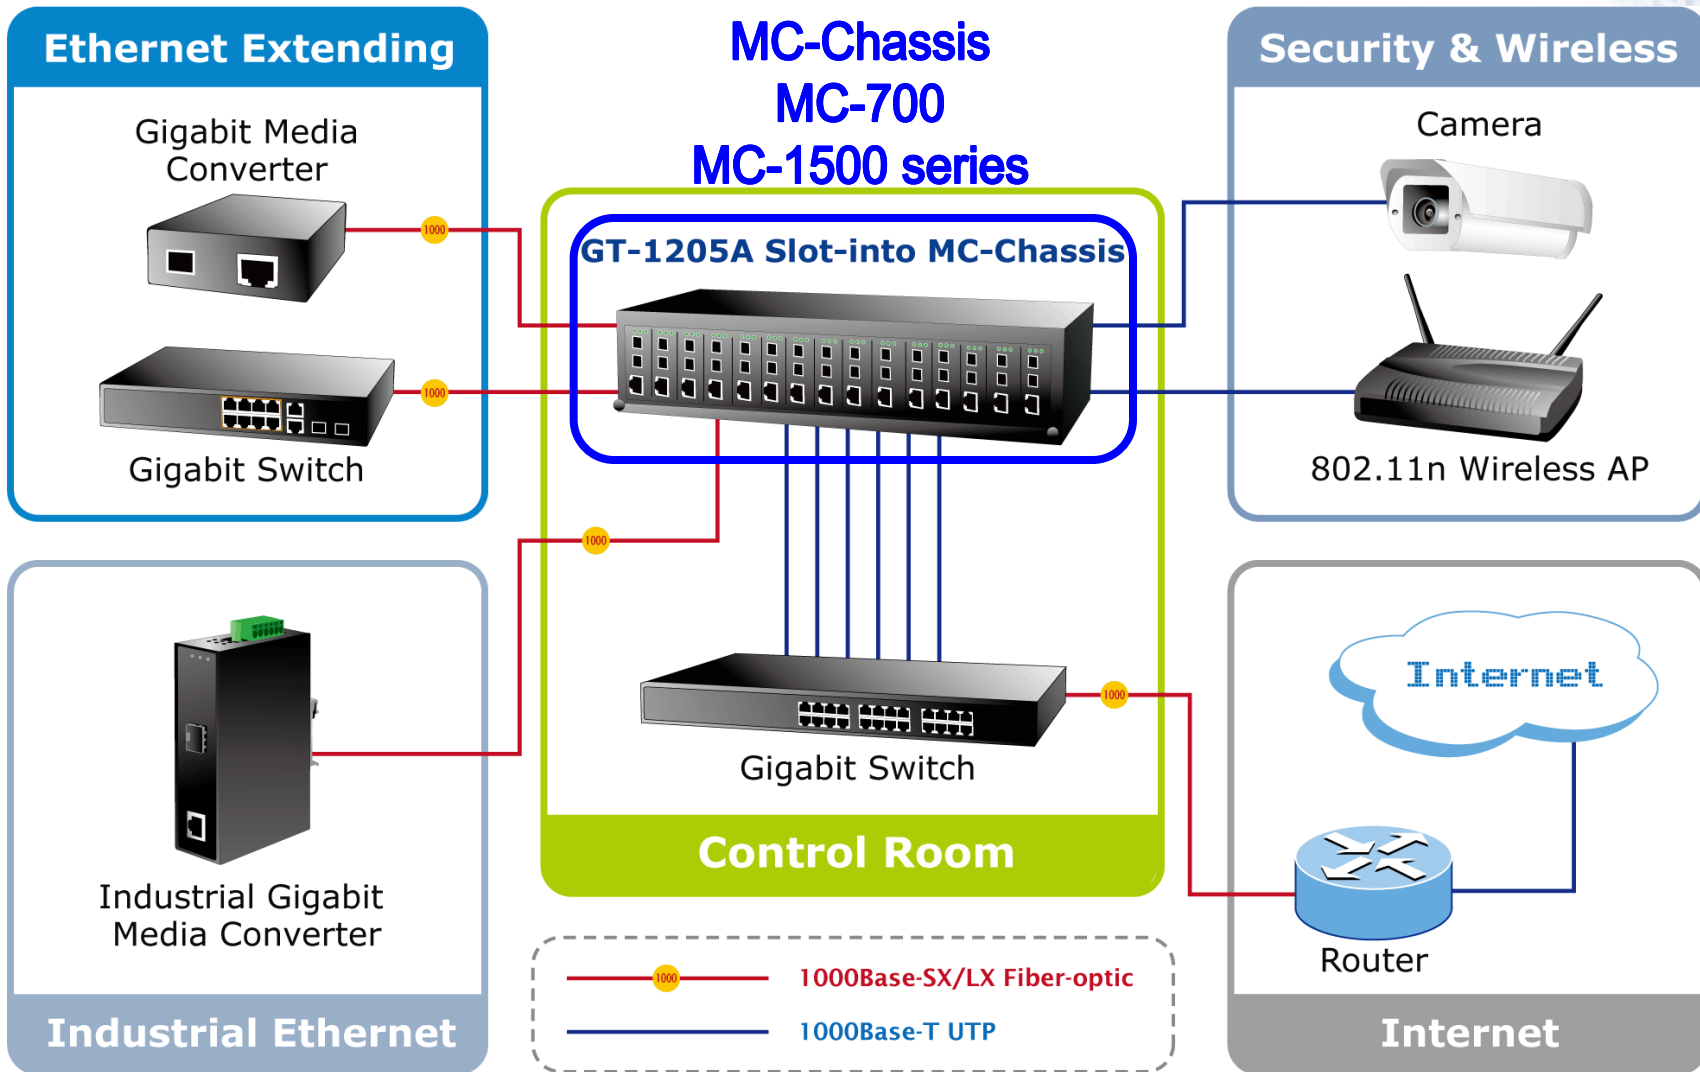 Ethernet Extending
Gigabit Media
Converter
1000
1000
Gigabit Switch
MC-Chassis
MC-700
MC-1500 series
GT-1205A Slot-into MC-Chassis
Security & Wireless
Camera
802.11n Wireless AP
1000
Industrial Gigabit
Media Converter
Industrial Ethernet
Gigabit Switch
1000
Control Room
Internet
Router
Internet
1000
1000Base-SX/LX Fiber-optic
1000Base-T UTP